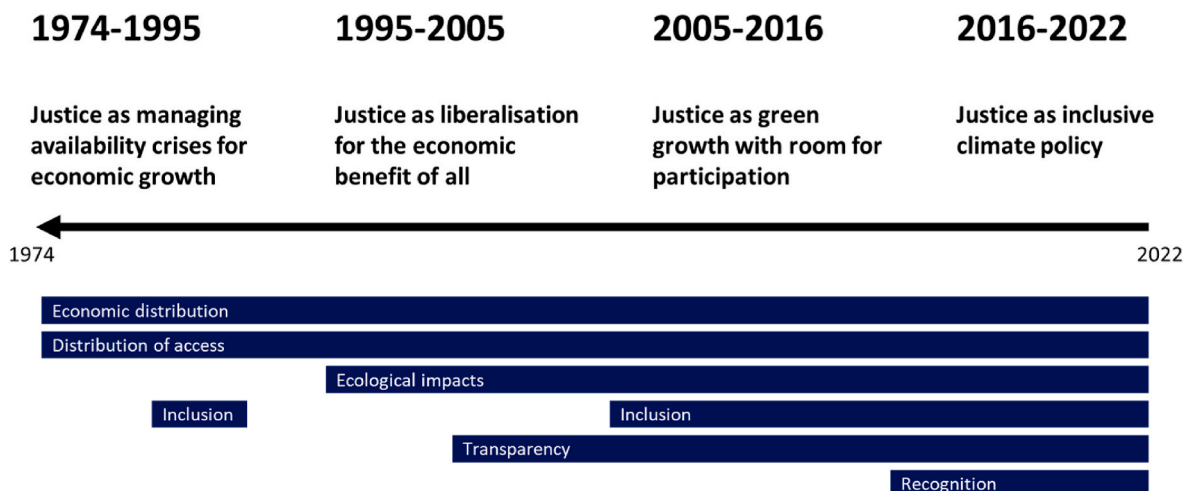 1974-1995
1995-2005
2005-2016
2016-2022
Justice as managing
availability crises for
economic growth
Justice as liberalisation
for the economic
benefit of all
Justice as green
growth with room for
participation
Justice as inclusive
climate policy
1974
2022
Economic distribution
Distribution of access
Ecological impacts
Inclusion
Inclusion
Transparency
Recognition